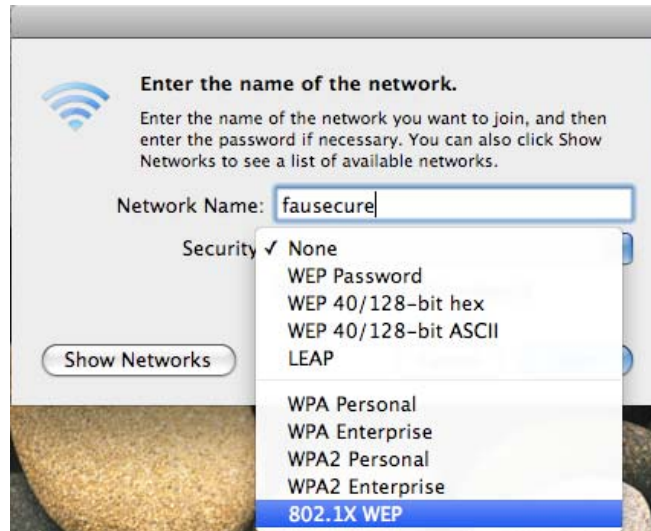 Enter the name of the network.
Enter the name of the network you want to join, and then
enter the password if necessary. You can also click Show
Networks to see a list of available networks.
Network Name: fausecure
Security ✓ None
WEP Password
WEP 40/128-bit hex
WEP 40/128-bit ASCII
LEAP
Show Networks
WPA Personal
WPA Enterprise
WPA2 Personal
WPA2 Enterprise
802.1X WEP